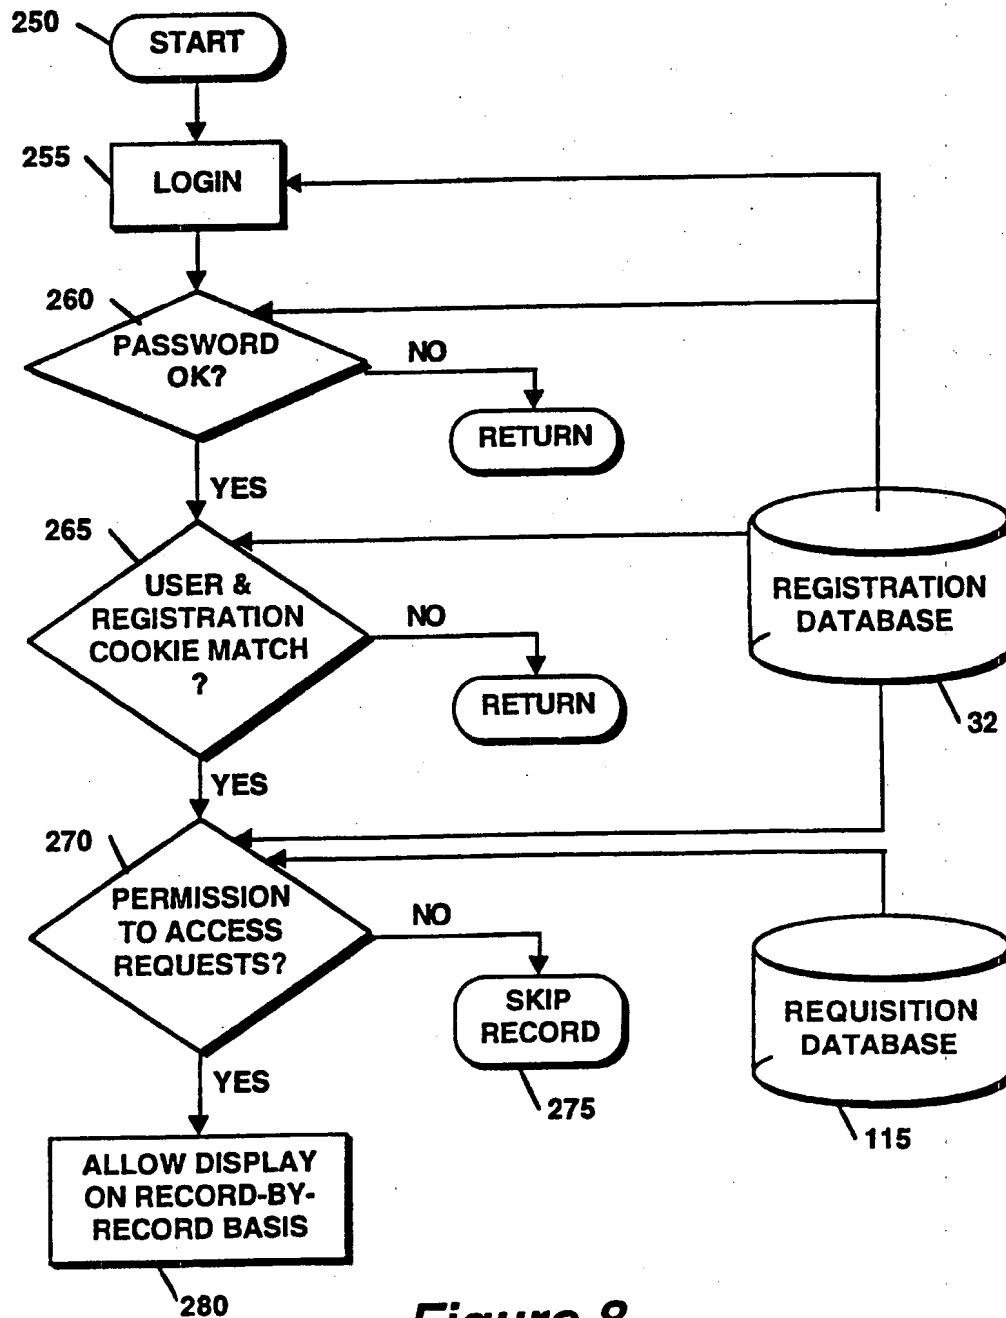 250
START
255
LOGIN
260
PASSWORD
OK?
NO
RETURN
YES
265
USER &
REGISTRATION
COOKIE MATCH
?
NO
RETURN
REGISTRATION
DATABASE
32
YES
270
PERMISSION
TO ACCESS
REQUESTS?
NO
SKIP
RECORD
275
REQUISITION
DATABASE
115
YES
ALLOW DISPLAY
ON RECORD-BY-
RECORD BASIS
280
Figure 8